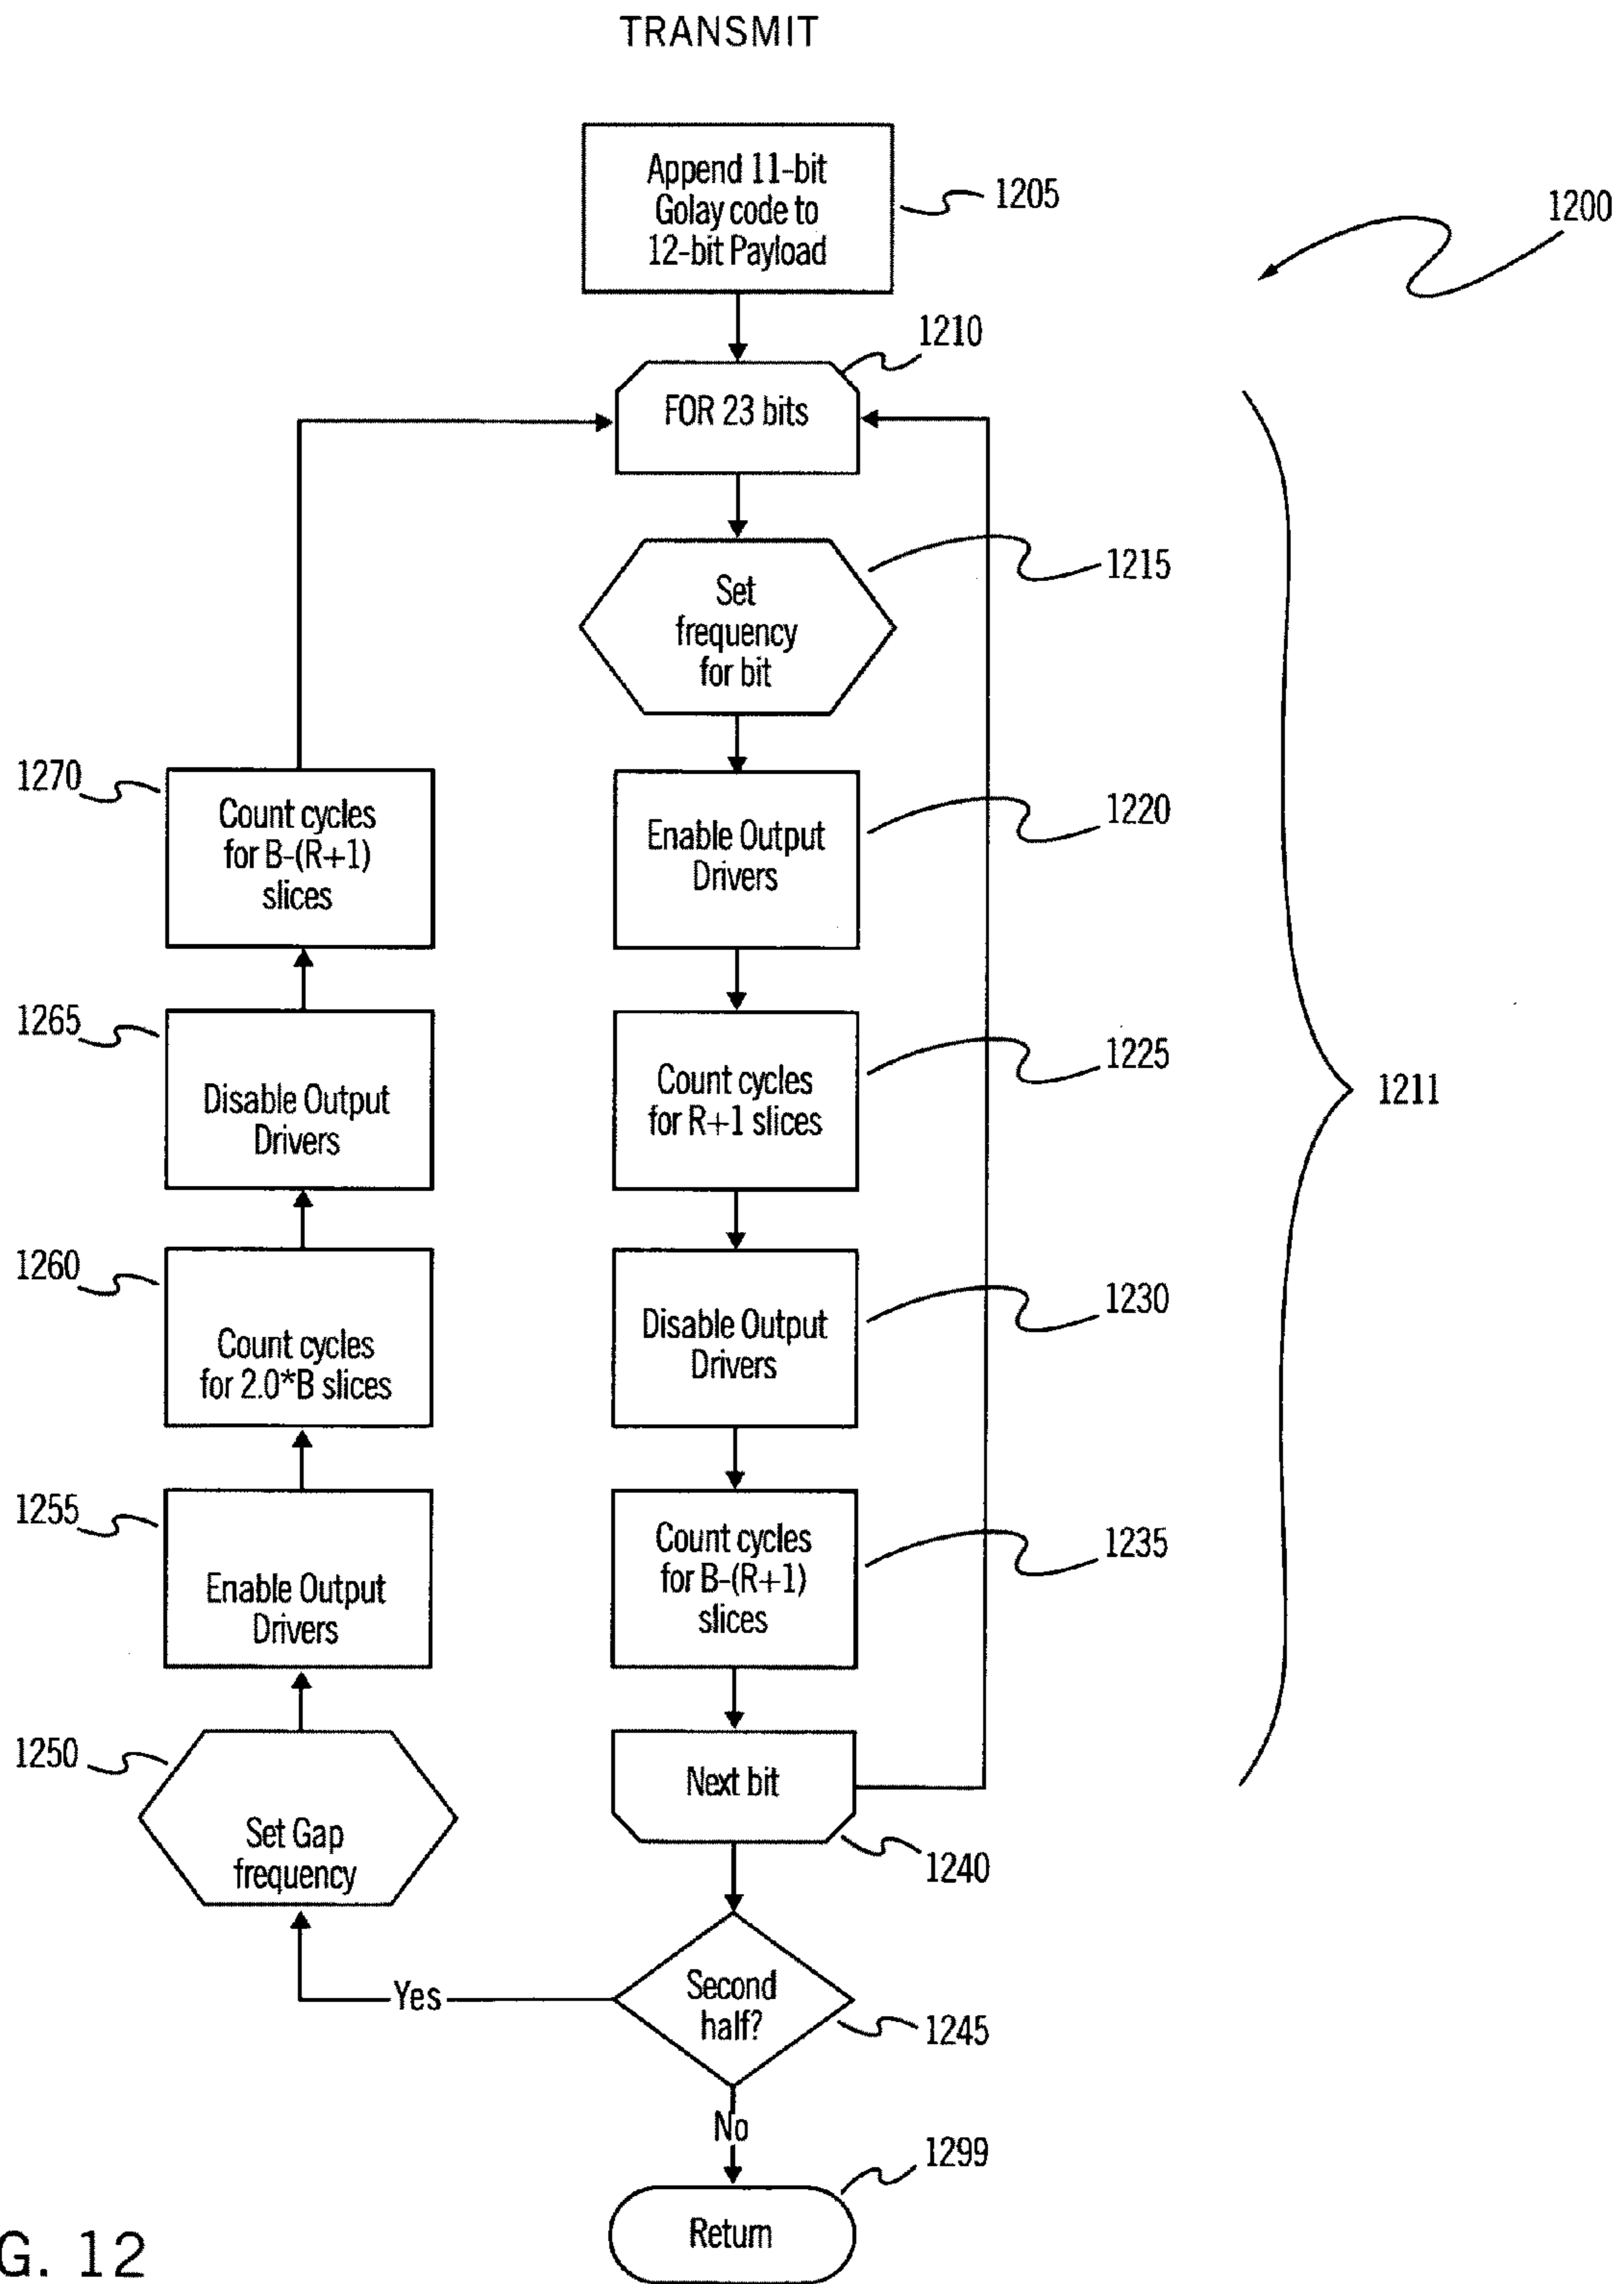 TRANSMIT
Append 11-bit
Golay code to
12-bit Payload
1205
1200
1210
FOR 23 bits
Set
frequency
for bit
1215
1270
Count cycles
for B-(R+1)
slices
Enable Output
Drivers
1220
1265
Disable Output
Drivers
Count cycles
for R+1 slices
1225
1211
1260
Count cycles
for 2.0*B slices
Disable Output
Drivers
1230
1255
Enable Output
Drivers
Count cycles
for B-(R+1)
slices
1235
1250
Set Gap
frequency
Next bit
1240
Yes
Second
half?
1245
No
1299
Return
G. 12